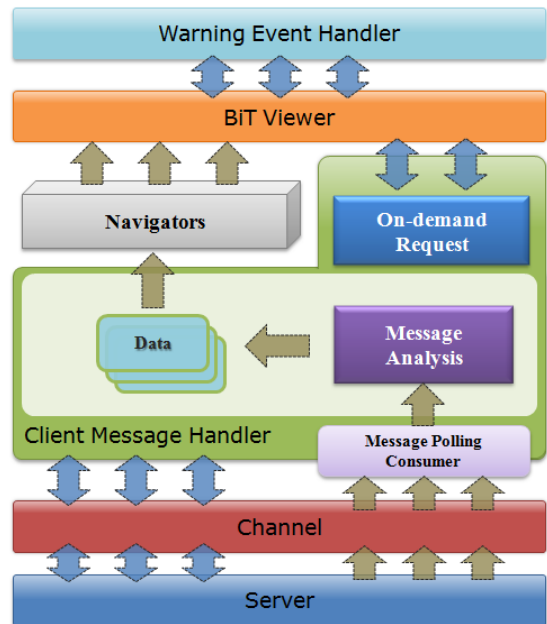 Warning Event Handler
BiT Viewer
Navigators
On-demand
Request
Data
Message
Analysis
Client Message Handler
Message Polling
Consumer
Channel
Server